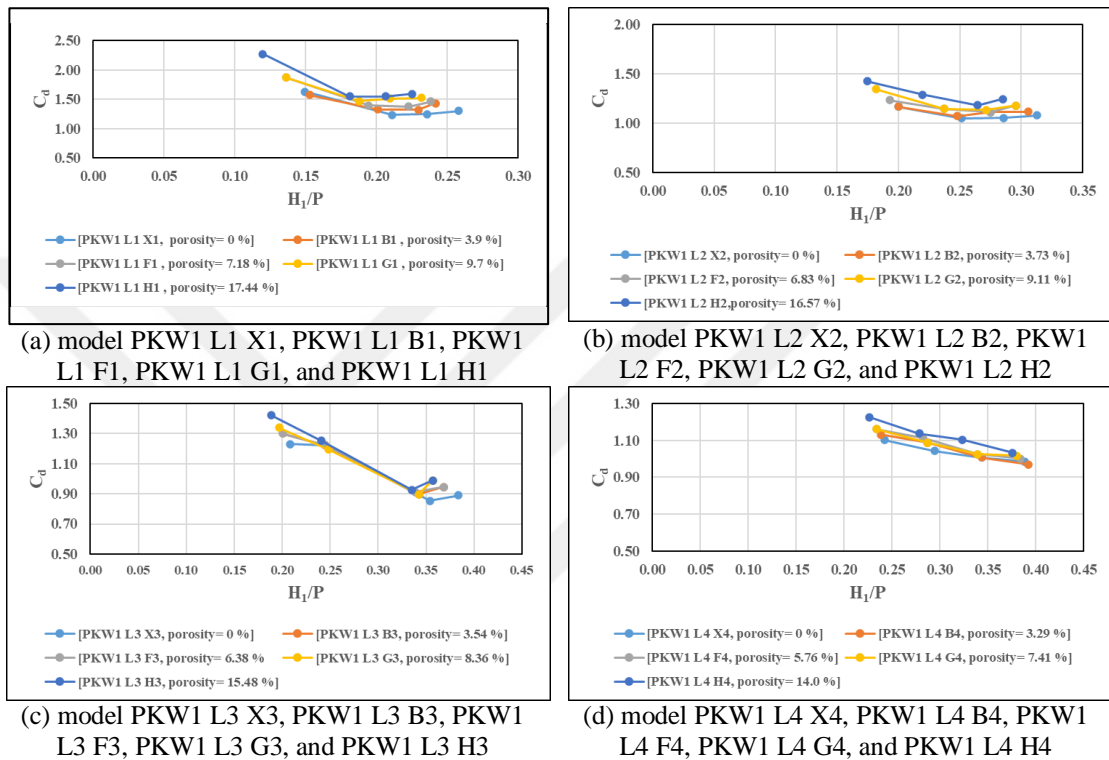 2.50
2.00
1.50
1.00
0.50
0.00 0.05 0.10 0.15 0.20 0.25 0.30
Cd
H1/P
[PKW1 L1 X1, porosity= 0 %] [PKW1 L1 B1 , porosity= 3.9 %]
[PKW1 L1 F1 , porosity= 7.18 %] [PKW1 L1 G1 , porosity= 9.7 %]
[PKW1 L1 H1 , porosity= 17.44 %]
(a) model PKW1 L1 X1, PKW1 L1 B1, PKW1
L1 F1, PKW1 L1 G1, and PKW1 L1 H1
2.00
1.50
1.00
0.50
0.00 0.05 0.10 0.15 0.20 0.25 0.30 0.35
Cd
H1/P
[PKW1 L2 X2, porosity= 0 %] [PKW1 L2 B2, porosity= 3.73 %]
[PKW1 L2 F2, porosity= 6.83 %] [PKW1 L2 G2, porosity= 9.11 %]
[PKW1 L2 H2,porosity= 16.57 %]
(b) model PKW1 L2 X2, PKW1 L2 B2, PKW1
L2 F2, PKW1 L2 G2, and PKW1 L2 H2
1.50
1.30
1.10
0.90
0.70
0.50
0.00 0.05 0.10 0.15 0.20 0.25 0.30 0.35 0.40 0.45
Cd
H1/P
[PKW1 L3 X3, porosity= 0 %] [PKW1 L3 B3, porosity= 3.54 %]
[PKW1 L3 F3, porosity= 6.38 % [PKW1 L3 G3, porosity= 8.36 %]
[PKW1 L3 H3, porosity= 15.48 %]
(c) model PKW1 L3 X3, PKW1 L3 B3, PKW1
L3 F3, PKW1 L3 G3, and PKW1 L3 H3
1.30
1.10
0.90
0.70
0.50
0.00 0.05 0.10 0.15 0.20 0.25 0.30 0.35 0.40 0.45
Cd
H1/P
[PKW1 L4 X4, porosity= 0 %] [PKW1 L4 B4, porosity= 3.29 %]
[PKW1 L4 F4, porosity= 5.76 %] [PKW1 L4 G4, porosity= 7.41 %]
[PKW1 L4 H4, porosity= 14.0 %]
(d) model PKW1 L4 X4, PKW1 L4 B4, PKW1
L4 F4, PKW1 L4 G4, and PKW1 L4 H4